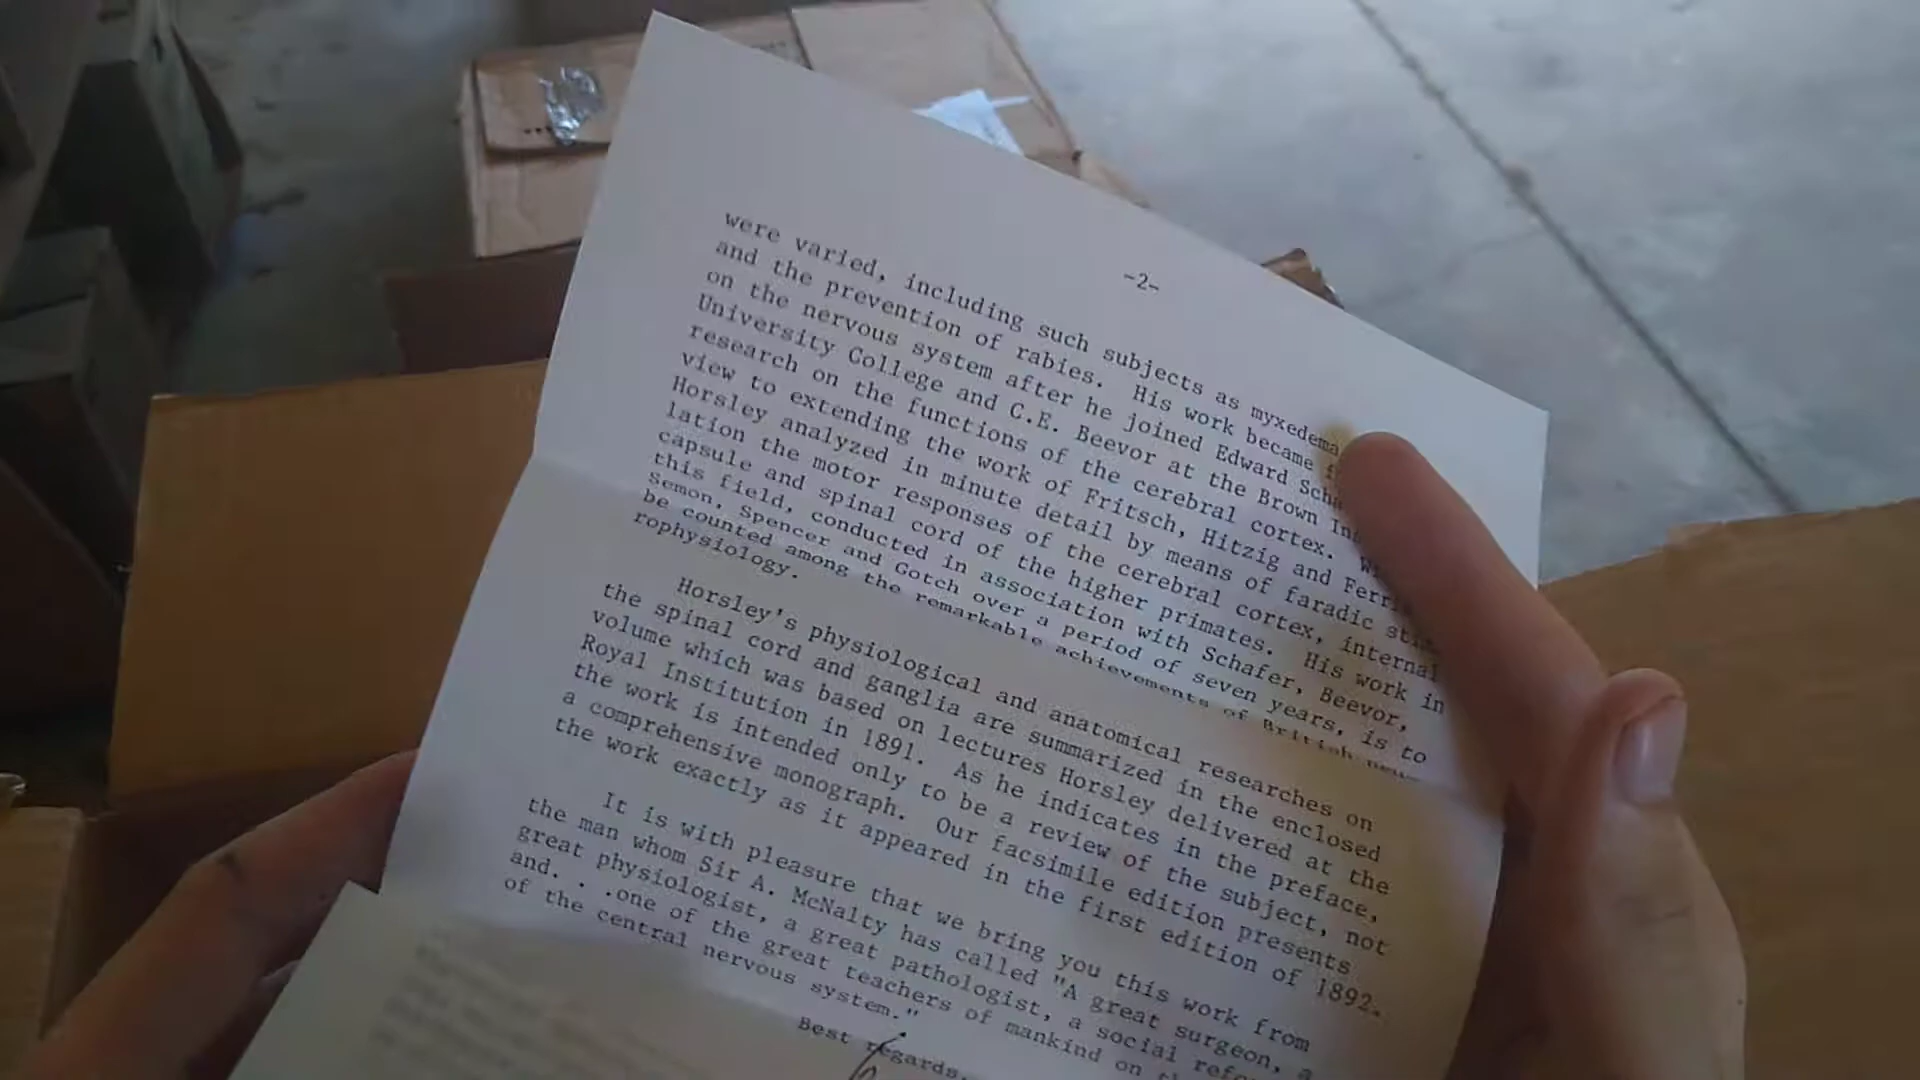 -2-
were varied, including such subjects as myxedema
and the prevention of rabies. His work became
on the nervous system after he joined Edward
University College and C.E. Beevor at the Brown
research on the functions of the cerebral cortex.
view to extending the work of Fritsch, Hitzig and
Horsley analyzed in minute detail by means of faradic
lation the motor responses of the cerebral cortex, internal
capsule and spinal cord of the higher primates. His work in
this field, conducted in association with Schafer, Beevor,
Semon, Spencer and Gotch over a period of seven years, is to
be counted among the remarkable achievements of British neu-
rophysiology.
Horsley's physiological and anatomical researches on
the spinal cord and ganglia are summarized in the enclosed
volume which was based on lectures Horsley delivered at the
Royal Institution in 1891. As he indicates in the preface,
the work is intended only to be a review of the subject, not
a comprehensive monograph. Our facsimile edition presents
the work exactly as it appeared in the first edition of 1892.
It is with pleasure that we bring you this work from
the man whom Sir A. McNalty has called "A great surgeon, a
great physiologist, a great pathologist, a social
and. . .one of the great teachers of mankind on
of the central nervous system."
Best regards,